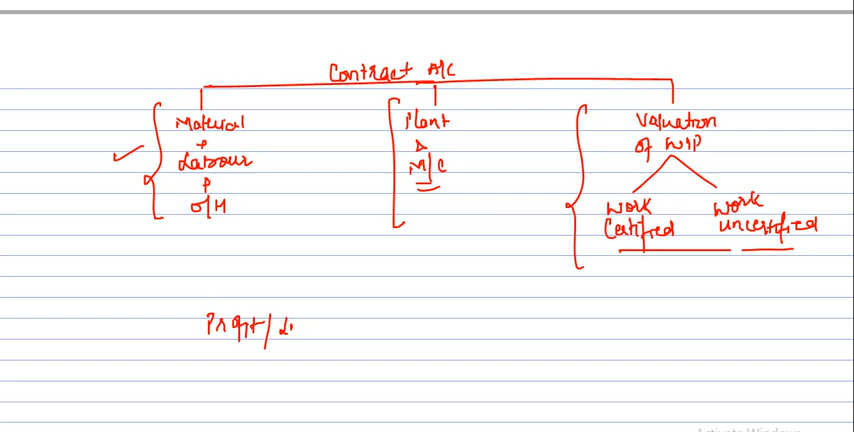 Contract A/C
Material
+
Labour
+
O/H
Plant
&
M/C
Valuation
of WIP
Work
Certified
Work
Uncertified
Profit/